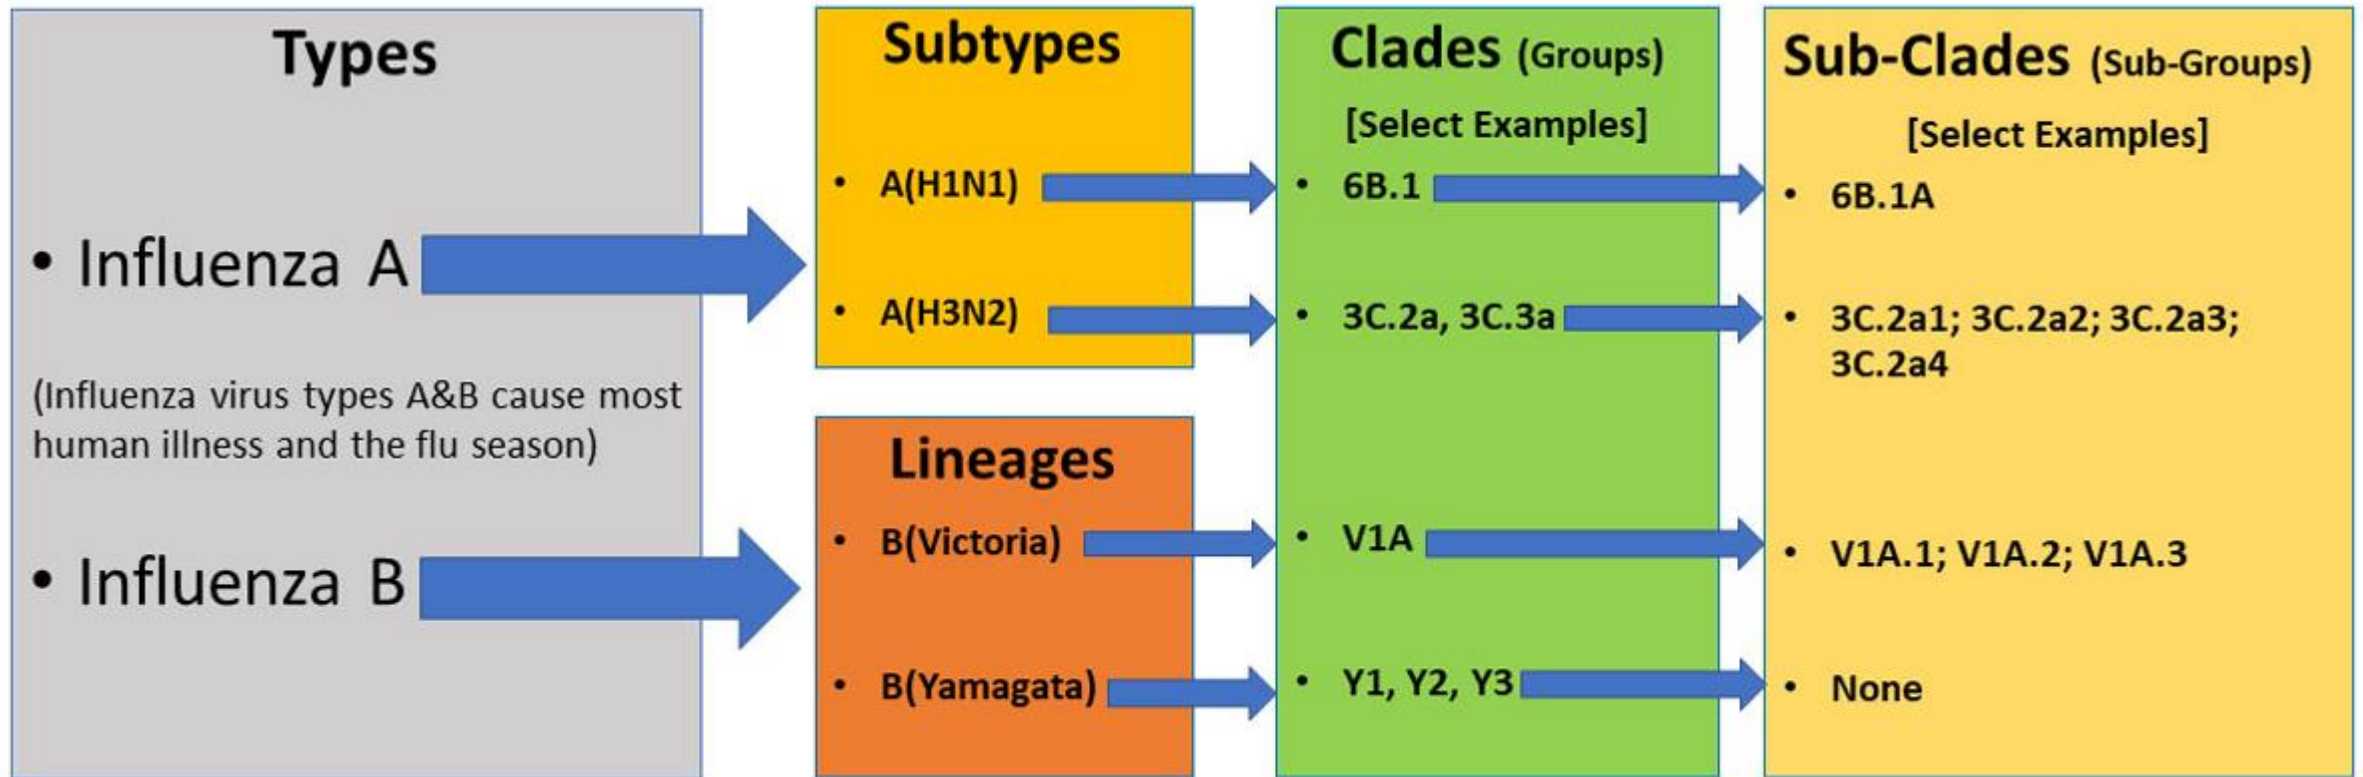 Types
• Influenza A
(Influenza virus types A&B cause most
human illness and the flu season)
• Influenza B
Subtypes
• A(H1N1)
• A(H3N2)
Lineages
• B(Victoria)
• B(Yamagata)
Clades (Groups)
[Select Examples]
• 6B.1
• 3C.2a, 3C.3a
• V1A
• Y1, Y2, Y3
Sub-Clades (Sub-Groups)
[Select Examples]
• 6B.1A
• 3C.2a1; 3C.2a2; 3C.2a3;
3C.2a4
• V1A.1; V1A.2; V1A.3
• None